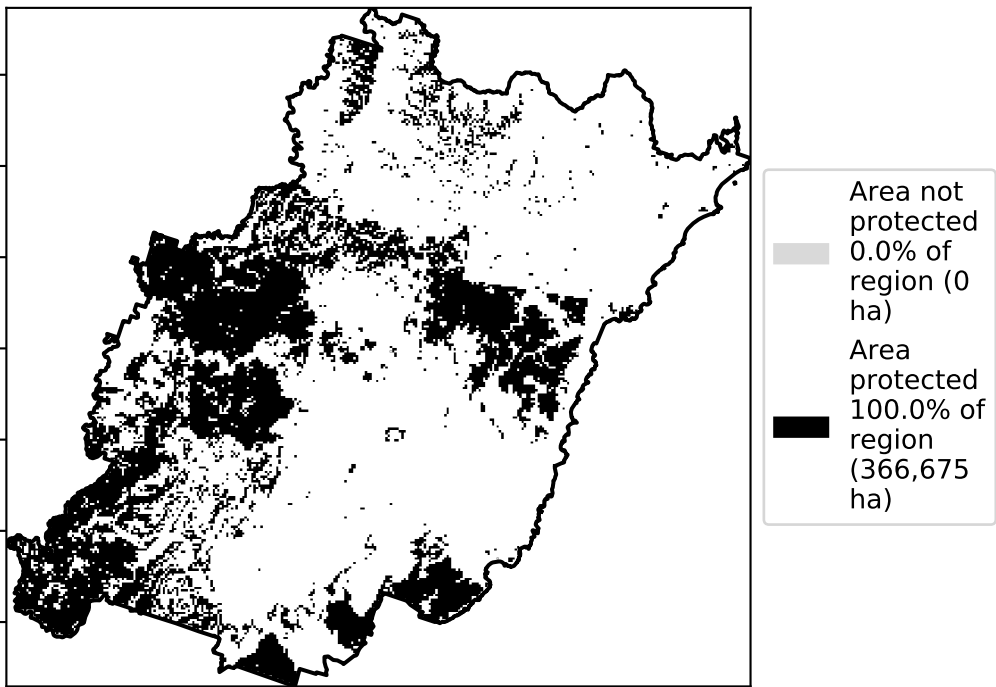 Area not
protected
0.0% of
region (0
ha)
Area
protected
100.0% of
region
(366,675
ha)